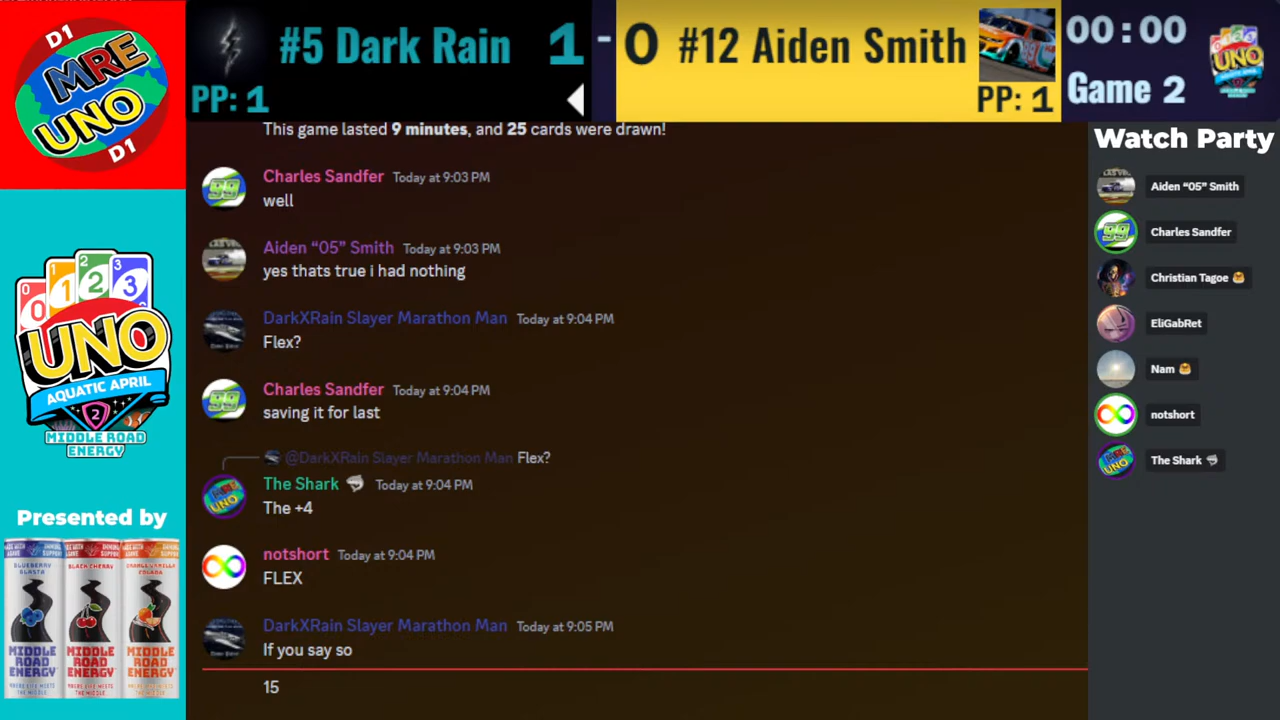 D1
MRE
UNO
D1
#5 Dark Rain 1 - 0 #12 Aiden Smith
PP: 1
PP: 1
00 : 00
Game 2
UNO
Watch Party
Aiden “05” Smith
Charles Sandfer
Christian Tagoe
EliGabRet
Nam
notshort
The Shark
This game lasted 9 minutes, and 25 cards were drawn!
Charles Sandfer Today at 9:03 PM
well
Aiden “05” Smith Today at 9:03 PM
yes thats true i had nothing
DarkXRain Slayer Marathon Man Today at 9:04 PM
Flex?
Charles Sandfer Today at 9:04 PM
saving it for last
@DarkXRain Slayer Marathon Man Flex?
The Shark Today at 9:04 PM
The +4
notshort Today at 9:04 PM
FLEX
DarkXRain Slayer Marathon Man Today at 9:05 PM
If you say so
15
0 1 2 3
UNO
AQUATIC APRIL
2
MIDDLE ROAD
ENERGY
Presented by
BLUEBERRY
BLASTA
BLACK CHERRY
MIDDLE
ROAD
ENERGY
MIDDLE
ROAD
ENERGY
MIDDLE
ROAD
ENERGY